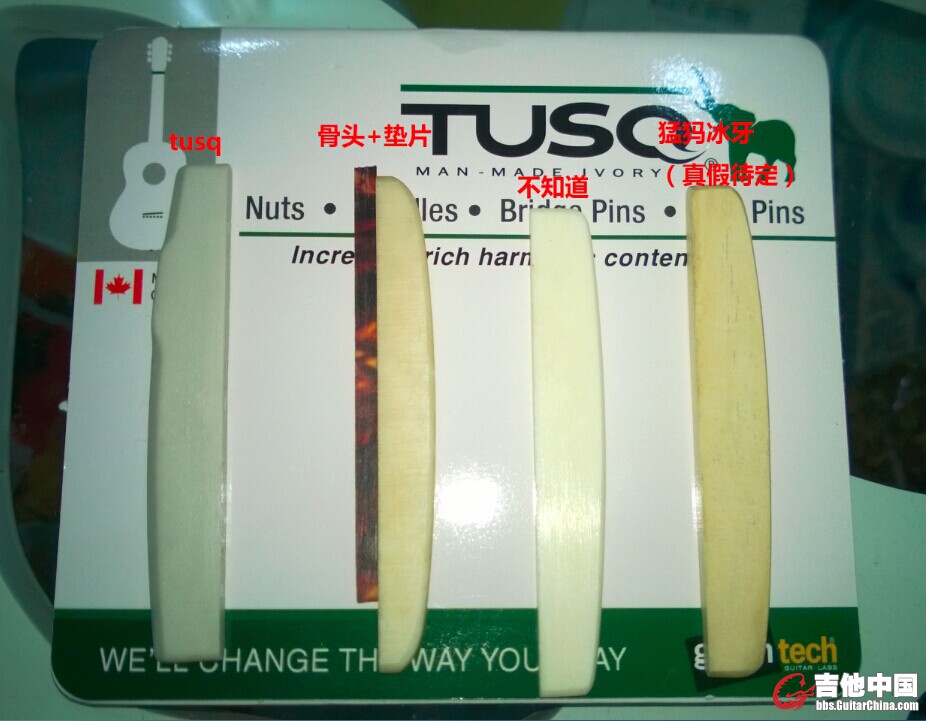 tusq
骨头+垫片
不知道
猛犸冰牙
（真假待定）
TUSQ
MAN-MADE IVORY
Nuts • lles • Bridge Pins • Pins
Incre rich harm c conten
WE'LL CHANGE THE WAY YOU AY
g tech
GUITAR LABS
吉他中国
bbs.GuitarChina.com